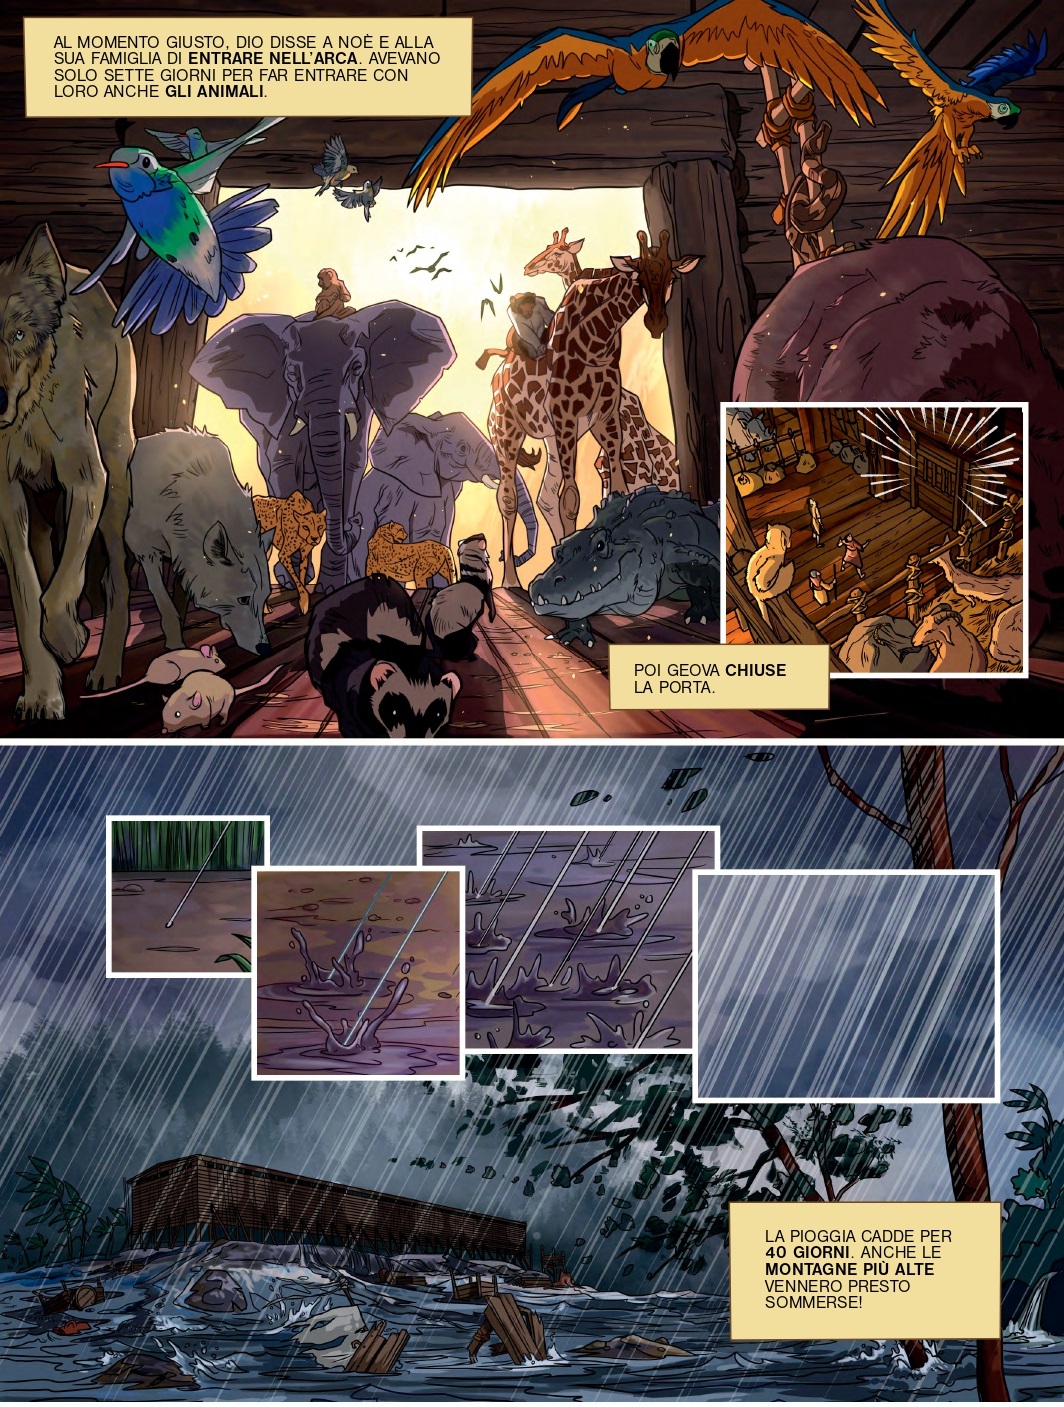 AL MOMENTO GIUSTO, DIO DISSE A NOÈ E ALLA
SUA FAMIGLIA DI ENTRARE NELL'ARCA. AVEVANO
SOLO SETTE GIORNI PER FAR ENTRARE CON
LORO ANCHE GLI ANIMALI.
POI GEOVA CHIUSE
LA PORTA.
LA PIOGGIA CADDE PER
40 GIORNI. ANCHE LE
MONTAGNE PIÙ ALTE
VENNERO PRESTO
SOMMERSE!